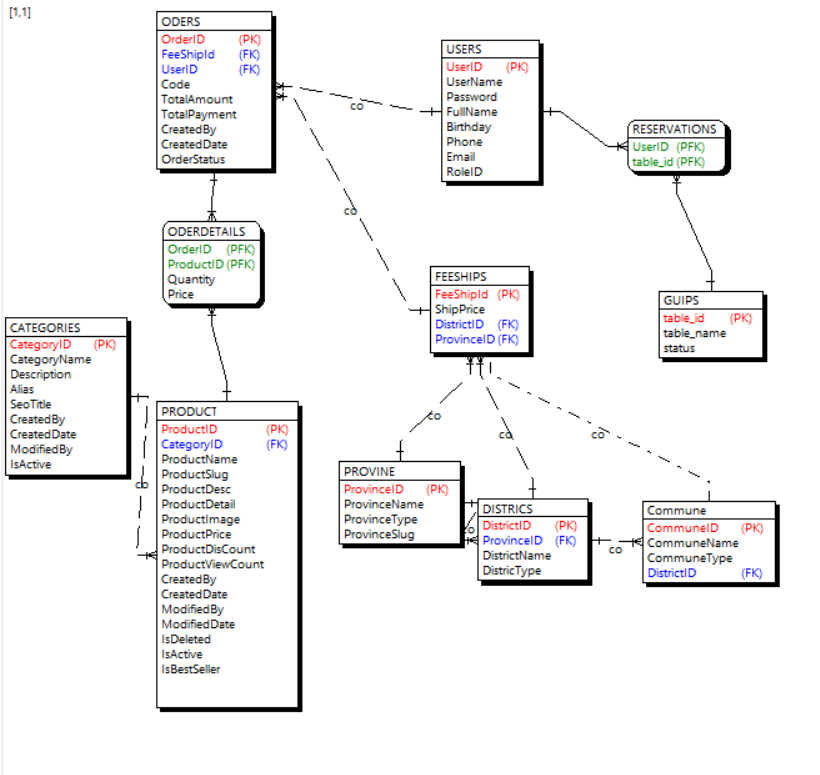 [1,1]
ODERS
OrderID (PK)
FeeShipId (FK)
UserID (FK)
Code
TotalAmount
TotalPayment
CreatedBy
CreatedDate
OrderStatus
USERS
UserID (PK)
UserName
Password
FullName
Birthday
Phone
Email
RoleID
RESERVATIONS
UserID (PFK)
table_id (PFK)
co
co
ODERDETAILS
OrderID (PFK)
ProductID (PFK)
Quantity
Price
FEESHIPS
FeeShipId (PK)
ShipPrice
DistrictID (FK)
ProvinceID (FK)
GUIPS
table_id (PK)
table_name
status
CATEGORIES
CategoryID (PK)
CategoryName
Description
Alias
SeoTitle
CreatedBy
CreatedDate
ModifiedBy
IsActive
co
PRODUCT
ProductID (PK)
CategoryID (FK)
ProductName
ProductSlug
ProductDesc
ProductDetail
ProductImage
ProductPrice
ProductDisCount
ProductViewCount
CreatedBy
CreatedDate
ModifiedBy
ModifiedDate
IsDeleted
IsActive
IsBestSeller
co
co
co
PROVINE
ProvinceID (PK)
ProvinceName
ProvinceType
ProvinceSlug
co
DISTRICS
DistrictID (PK)
ProvinceID (FK)
DistrictName
DistricType
co
Commune
CommuneID (PK)
CommuneName
CommuneType
DistrictID (FK)